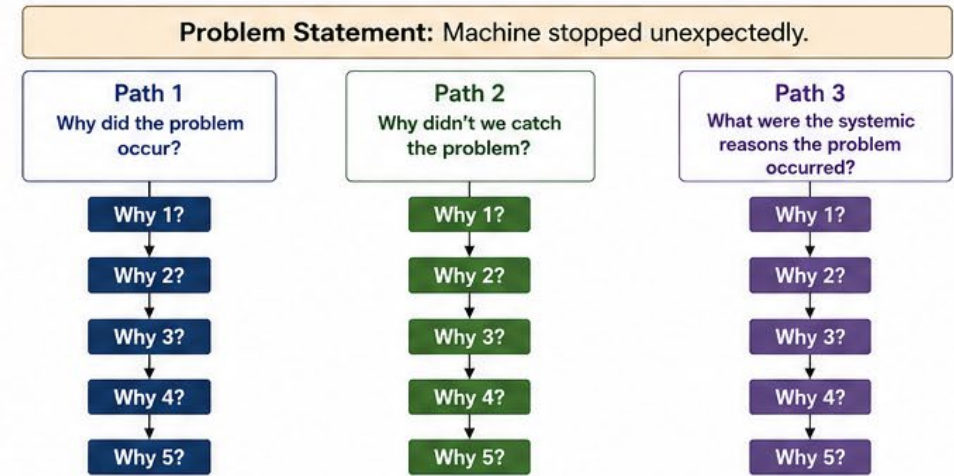 Problem Statement: Machine stopped unexpectedly.
Path 1
Why did the problem
occur?
Why 1?
Why 2?
Why 3?
Why 4?
Why 5?
Path 2
Why didn't we catch
the problem?
Why 1?
Why 2?
Why 3?
Why 4?
Why 5?
Path 3
What were the systemic
reasons the problem
occurred?
Why 1?
Why 2?
Why 3?
Why 4?
Why 5?